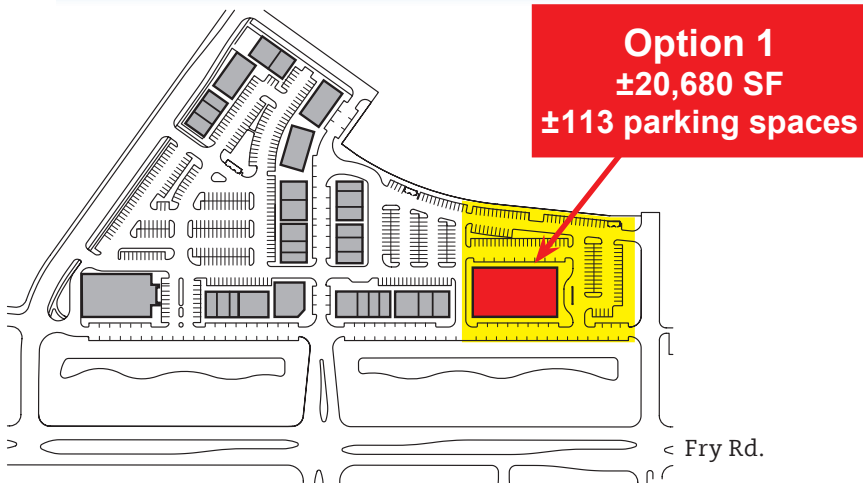 Option 1
±20,680 SF
±113 parking spaces
Fry Rd.